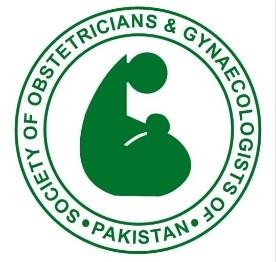 SOCIETY OF OBSTETRICIANS & GYNAECOLOGISTS OF
• PAKISTAN •